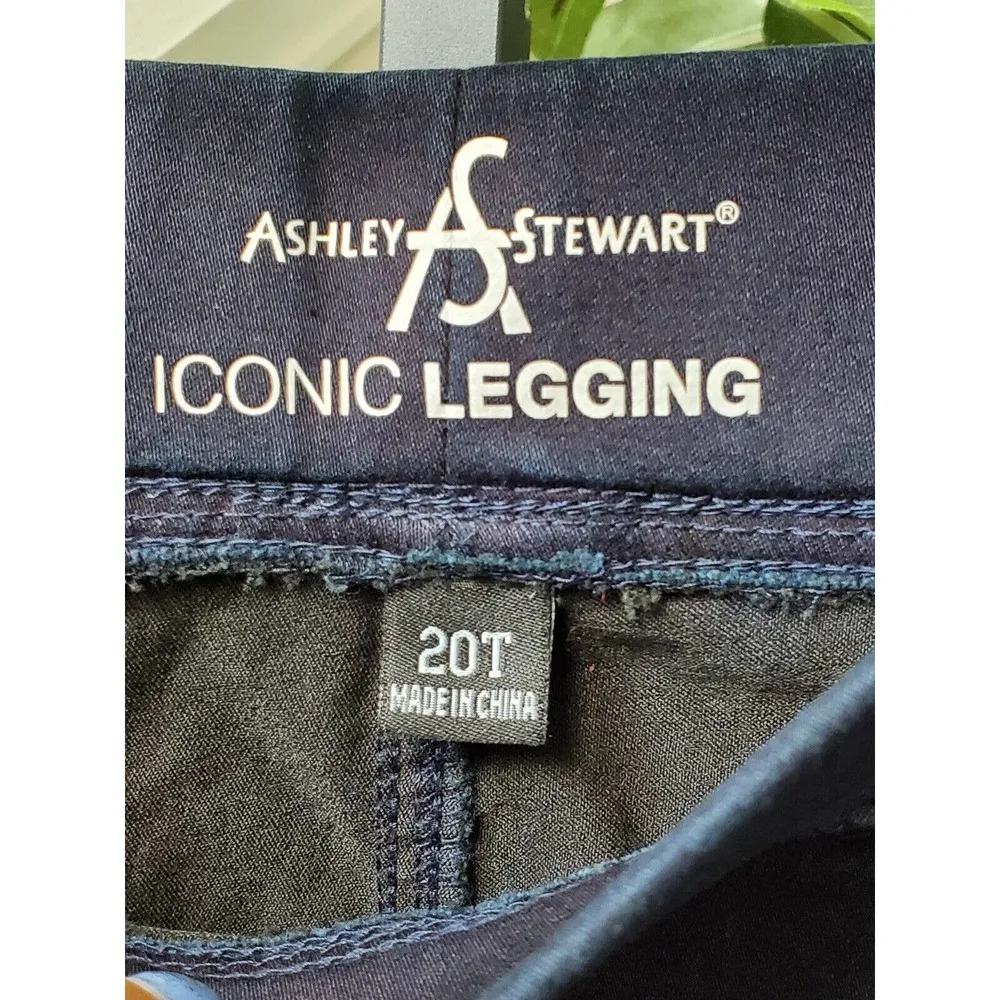 ASHLEY AS STEWART®
ICONIC LEGGING
20T
MADE IN CHINA